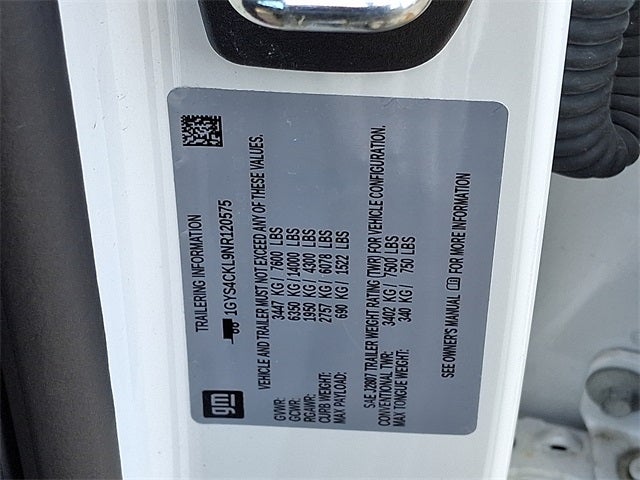 TRAILERING INFORMATION
1GYS4CKL9NR120575
gm
VEHICLE AND TRAILER MUST NOT EXCEED ANY OF THESE VALUES.
GVWR: 3447 KG / 7600 LBS
GCWR: 6350 KG / 14000 LBS
RGAWR: 1950 KG / 4300 LBS
CURB WEIGHT: 2757 KG / 6078 LBS
MAX PAYLOAD: 690 KG / 1522 LBS
SAE J2807 TRAILER WEIGHT RATING (TWR) FOR VEHICLE CONFIGURATION.
CONVENTIONAL TWR: 3402 KG / 7500 LBS
MAX TONGUE WEIGHT: 340 KG / 750 LBS
SEE OWNER'S MANUAL FOR MORE INFORMATION